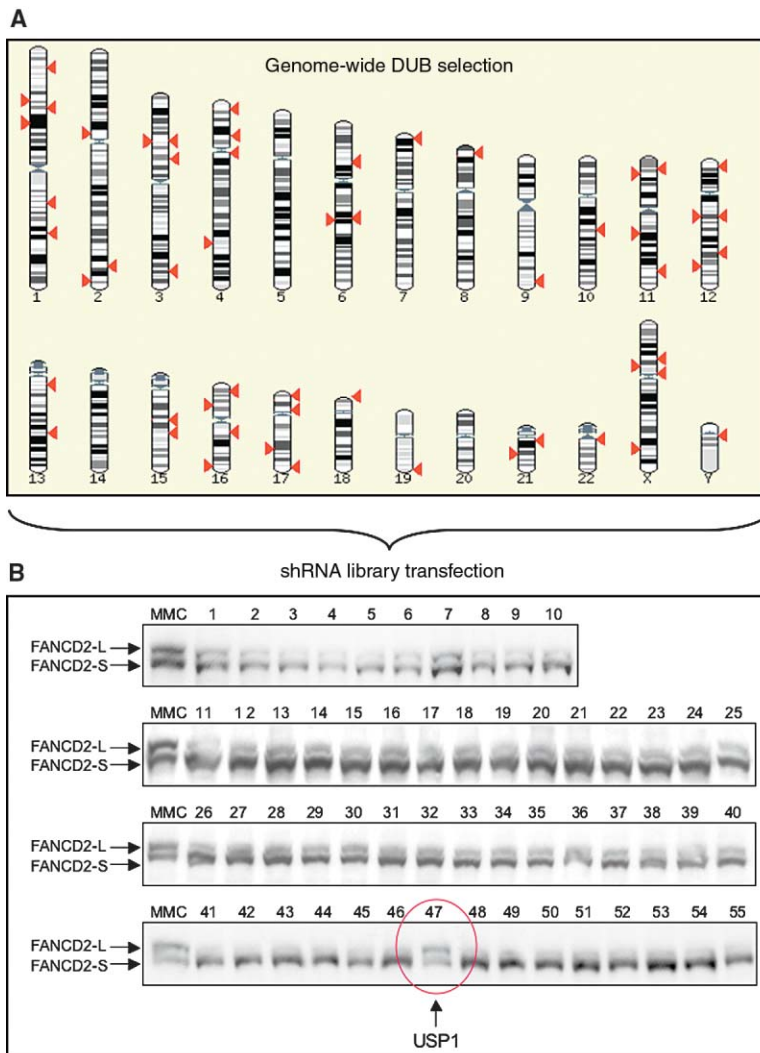 A
Genome-wide DUB selection
1 2 3 4 5 6 7 8 9 10 11 12
13 14 15 16 17 18 19 20 21 22 X Y
B
shRNA library transfection
MMC 1 2 3 4 5 6 7 8 9 10
FANCD2-L
FANCD2-S
MMC 11 12 13 14 15 16 17 18 19 20 21 22 23 24 25
FANCD2-L
FANCD2-S
MMC 26 27 28 29 30 31 32 33 34 35 36 37 38 39 40
FANCD2-L
FANCD2-S
MMC 41 42 43 44 45 46 47 48 49 50 51 52 53 54 55
FANCD2-L
FANCD2-S
USP1